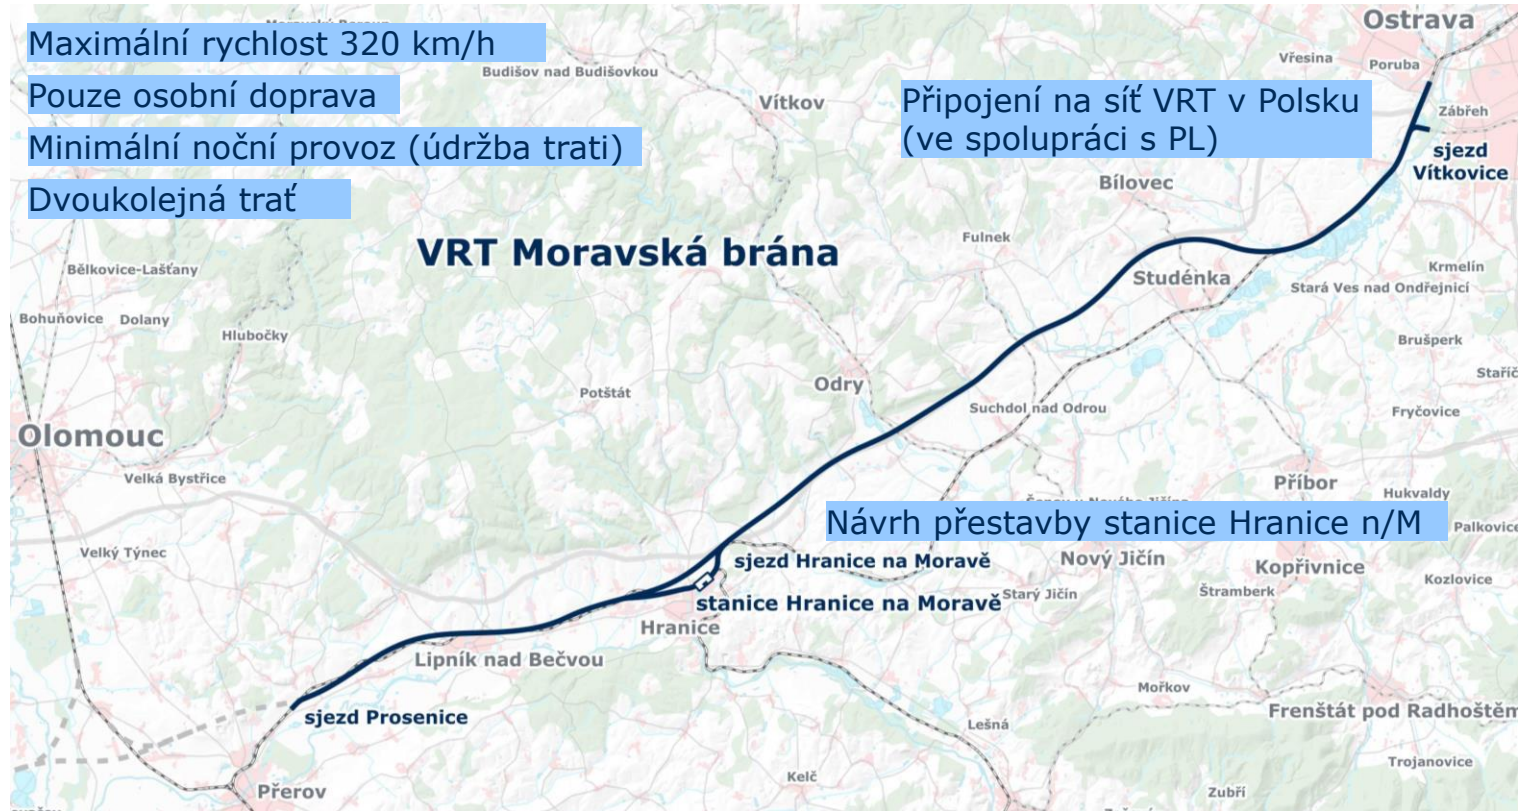 Ostrava
Maximální rychlost 320 km/h
Vřesina
Poruba
Budišov nad Budišovkou
Pouze osobní doprava
Vítkov
Připojení na síť VRT v Polsku
(ve spolupráci s PL)
Zábřeh
Minimální noční provoz (údržba trati)
sjezd
Vítkovice
Bílovec
Dvoukolejná trať
VRT Moravská brána
Fulnek
Bělkovice-Lašťany
Studénka
Krmelín
Stará Ves nad Ondřejnicí
Bohuňovice
Dolany
Hlubočky
Brušperk
Staříč
Potštát
Odry
Suchdol nad Odrou
Fryčovice
Olomouc
Velká Bystřice
Příbor
Hukvaldy
Návrh přestavby stanice Hranice n/M
Palkovice
Velký Týnec
sjezd Hranice na Moravě
Nový Jičín
Kopřivnice
Kozlovice
stanice Hranice na Moravě
Starý Jičín
Štramberk
Hranice
Lipník nad Bečvou
Mořkov
sjezd Prosenice
Lešná
Frenštát pod Radhoštěm
Trojanovice
Kelč
Přerov
Zubří